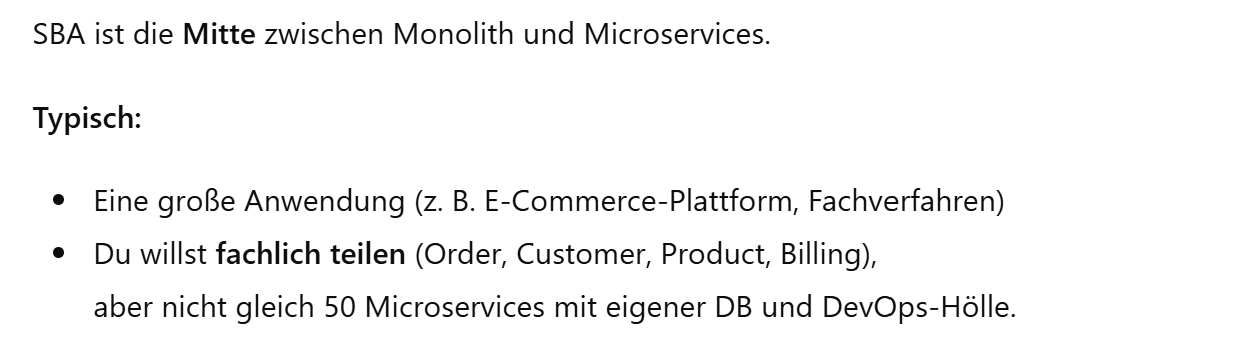 SBA ist die Mitte zwischen Monolith und Microservices.
Typisch:
• Eine große Anwendung (z. B. E-Commerce-Plattform, Fachverfahren)
• Du willst fachlich teilen (Order, Customer, Product, Billing),
aber nicht gleich 50 Microservices mit eigener DB und DevOps-Hölle.